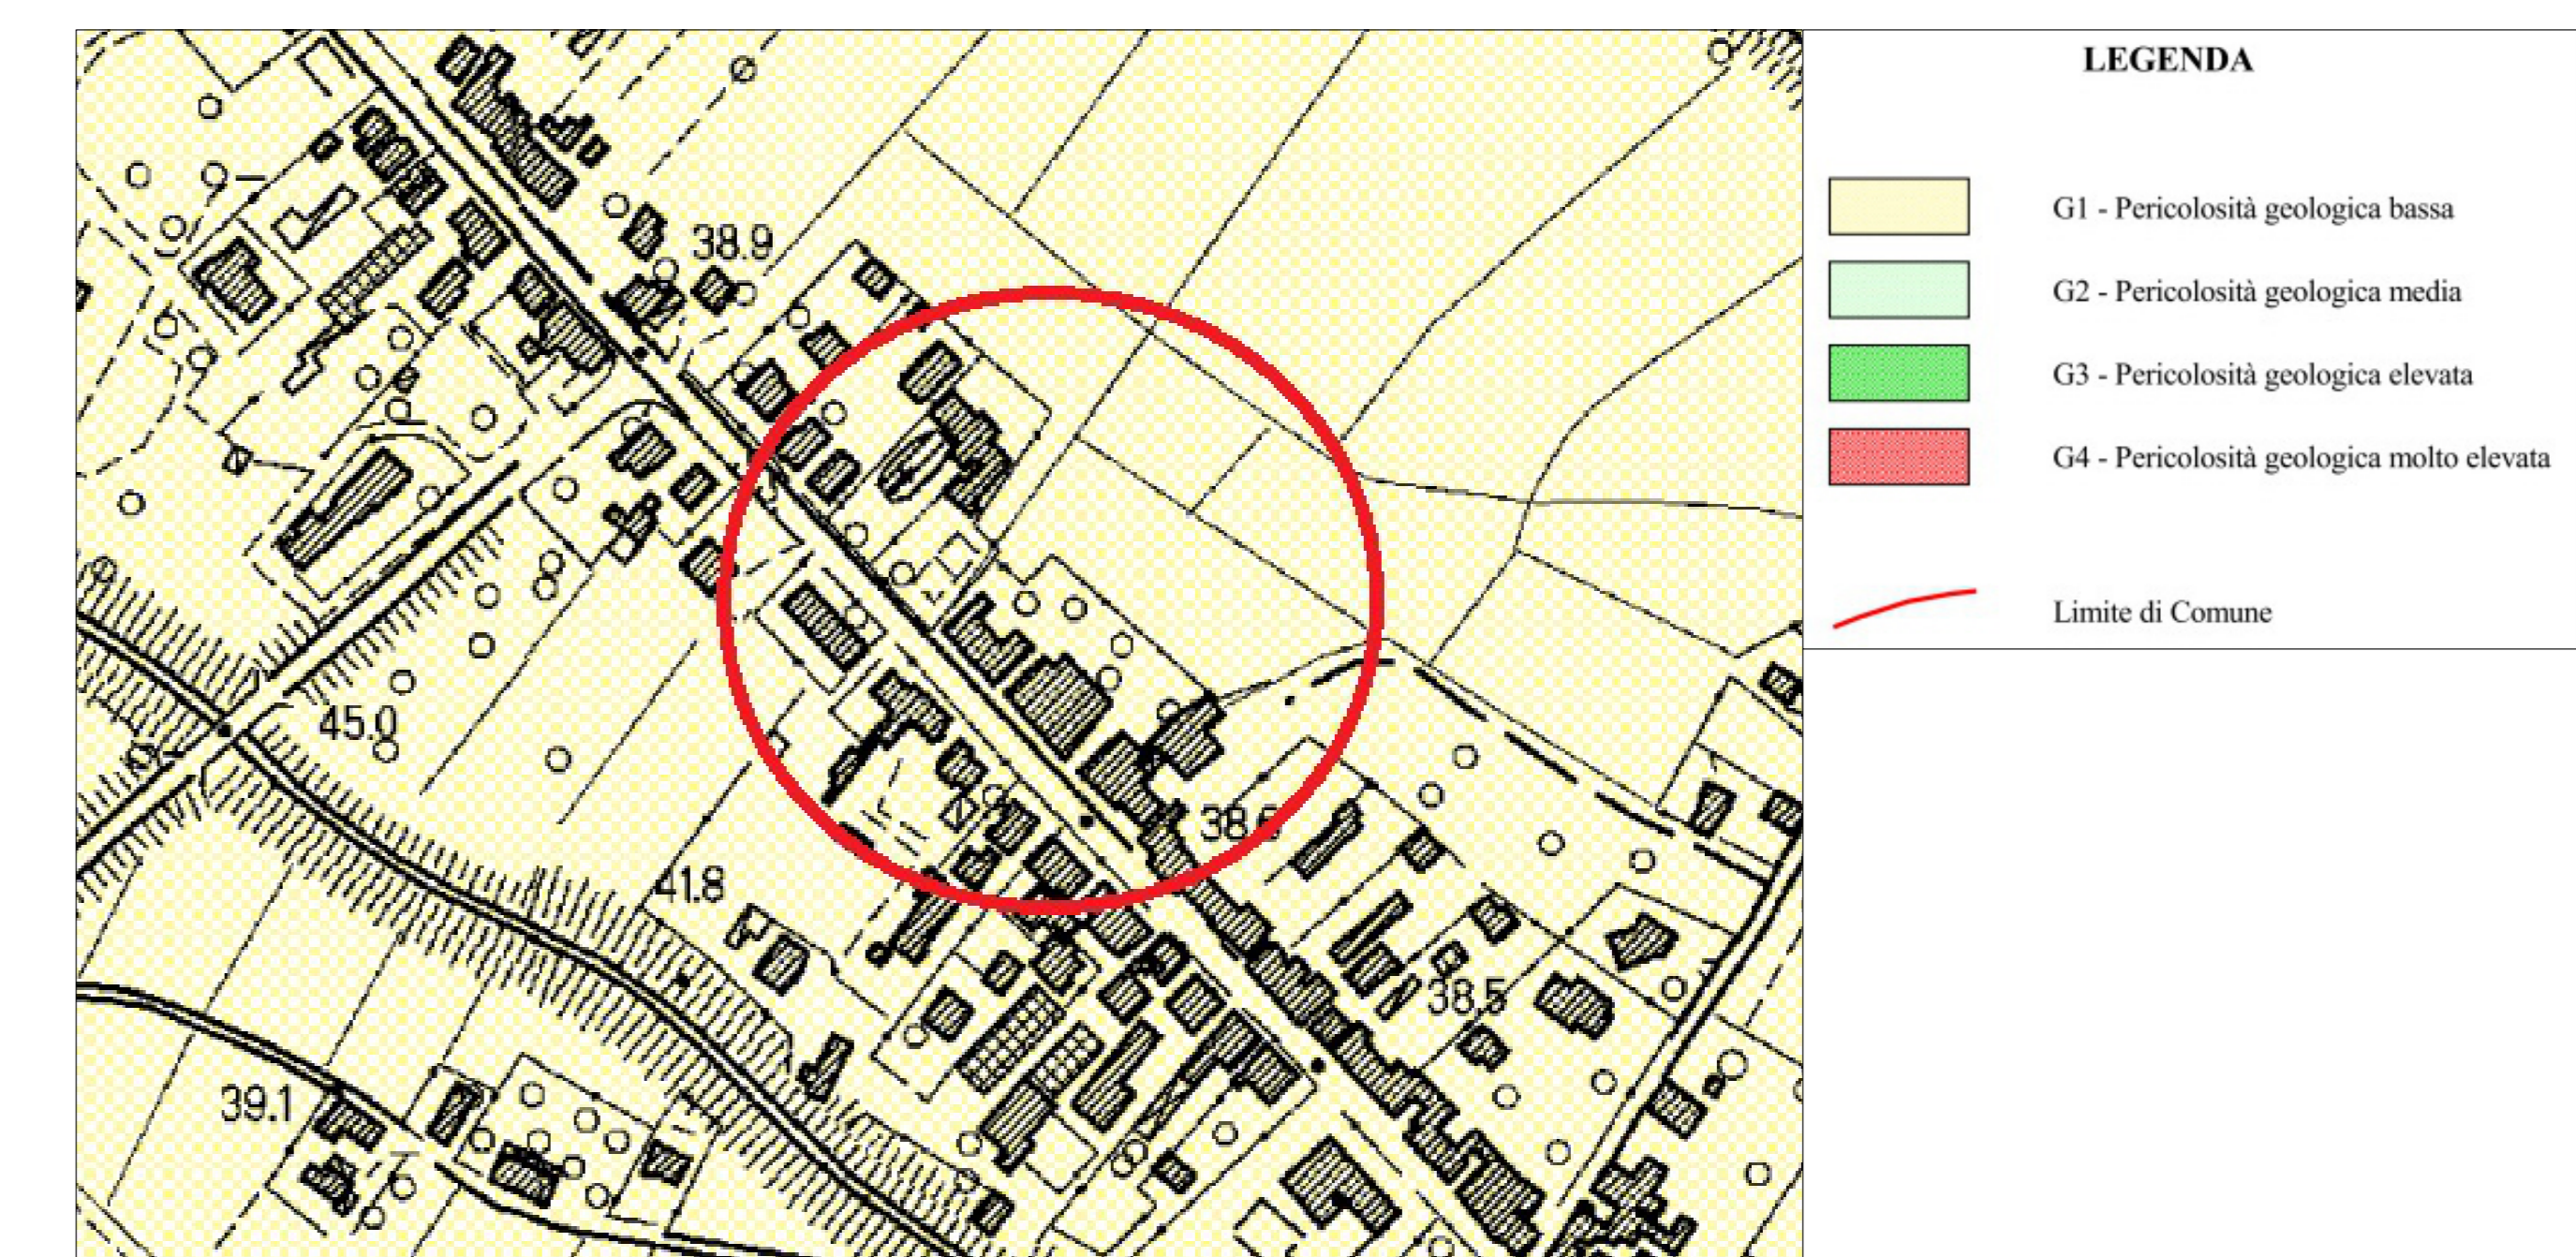 LEGENDA
G1 - Pericolosità geologica bassa
G2 - Pericolosità geologica media
G3 - Pericolosità geologica elevata
G4 - Pericolosità geologica molto elevata
Limite di Comune
38.9
45.0
38.6
41.8
38.5
39.1